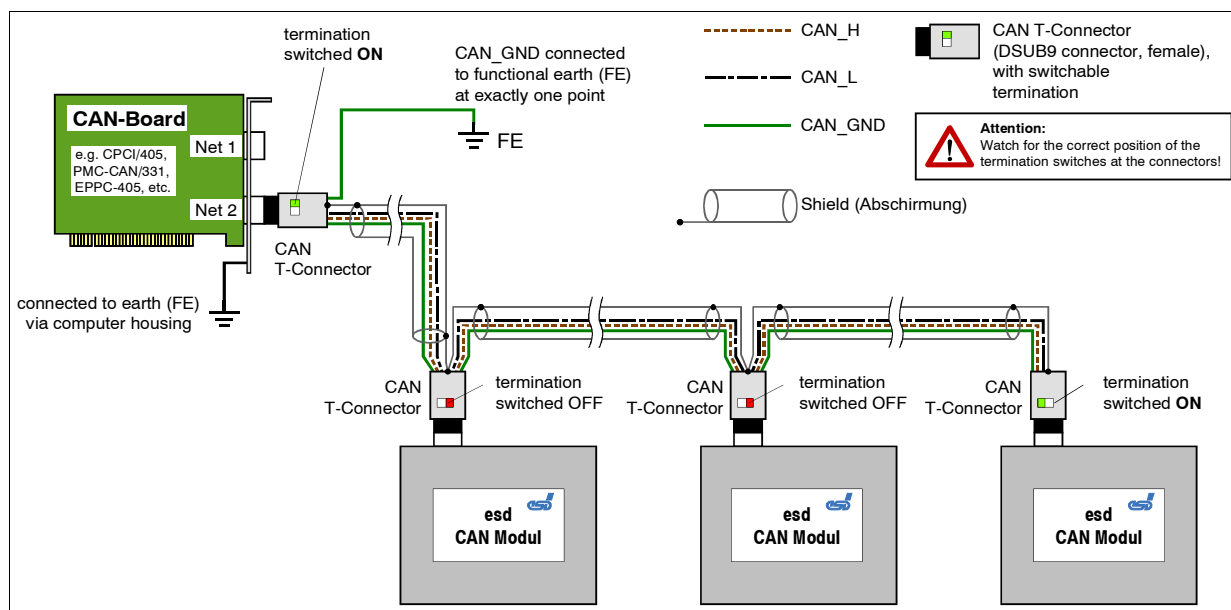 termination
switched ON
CAN_GND connected
to functional earth (FE)
at exactly one point
FE
CAN_H
CAN_L
CAN_GND
CAN T-Connector
(DSUB9 connector, female),
with switchable
termination
Attention:
Watch for the correct position of the
termination switches at the connectors!
Shield (Abschirmung)
CAN-Board
e.g. CPCI/405,
PMC-CAN/331,
EPPC-405, etc.
Net 1
Net 2
CAN
T-Connector
connected to earth (FE)
via computer housing
CAN
T-Connector
termination
switched OFF
CAN
T-Connector
termination
switched OFF
CAN
T-Connector
termination
switched ON
esd
esd
CAN Modul
esd
esd
CAN Modul
esd
esd
CAN Modul